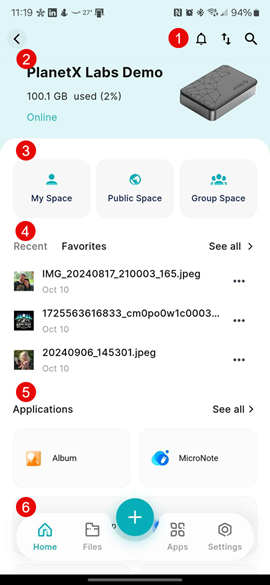 11:19 27° 94%
1
2
PlanetX Labs Demo
100.1 GB used (2%)
Online
3
My Space Public Space Group Space
4
Recent Favorites See all >
IMG_20240817_210003_165.jpeg
Oct 10
1725563616833_cm0po0w1c0003...
Oct 10
20240906_145301.jpeg
Oct 10
5
Applications See all >
Album MicroNote
6
Home Files Apps Settings